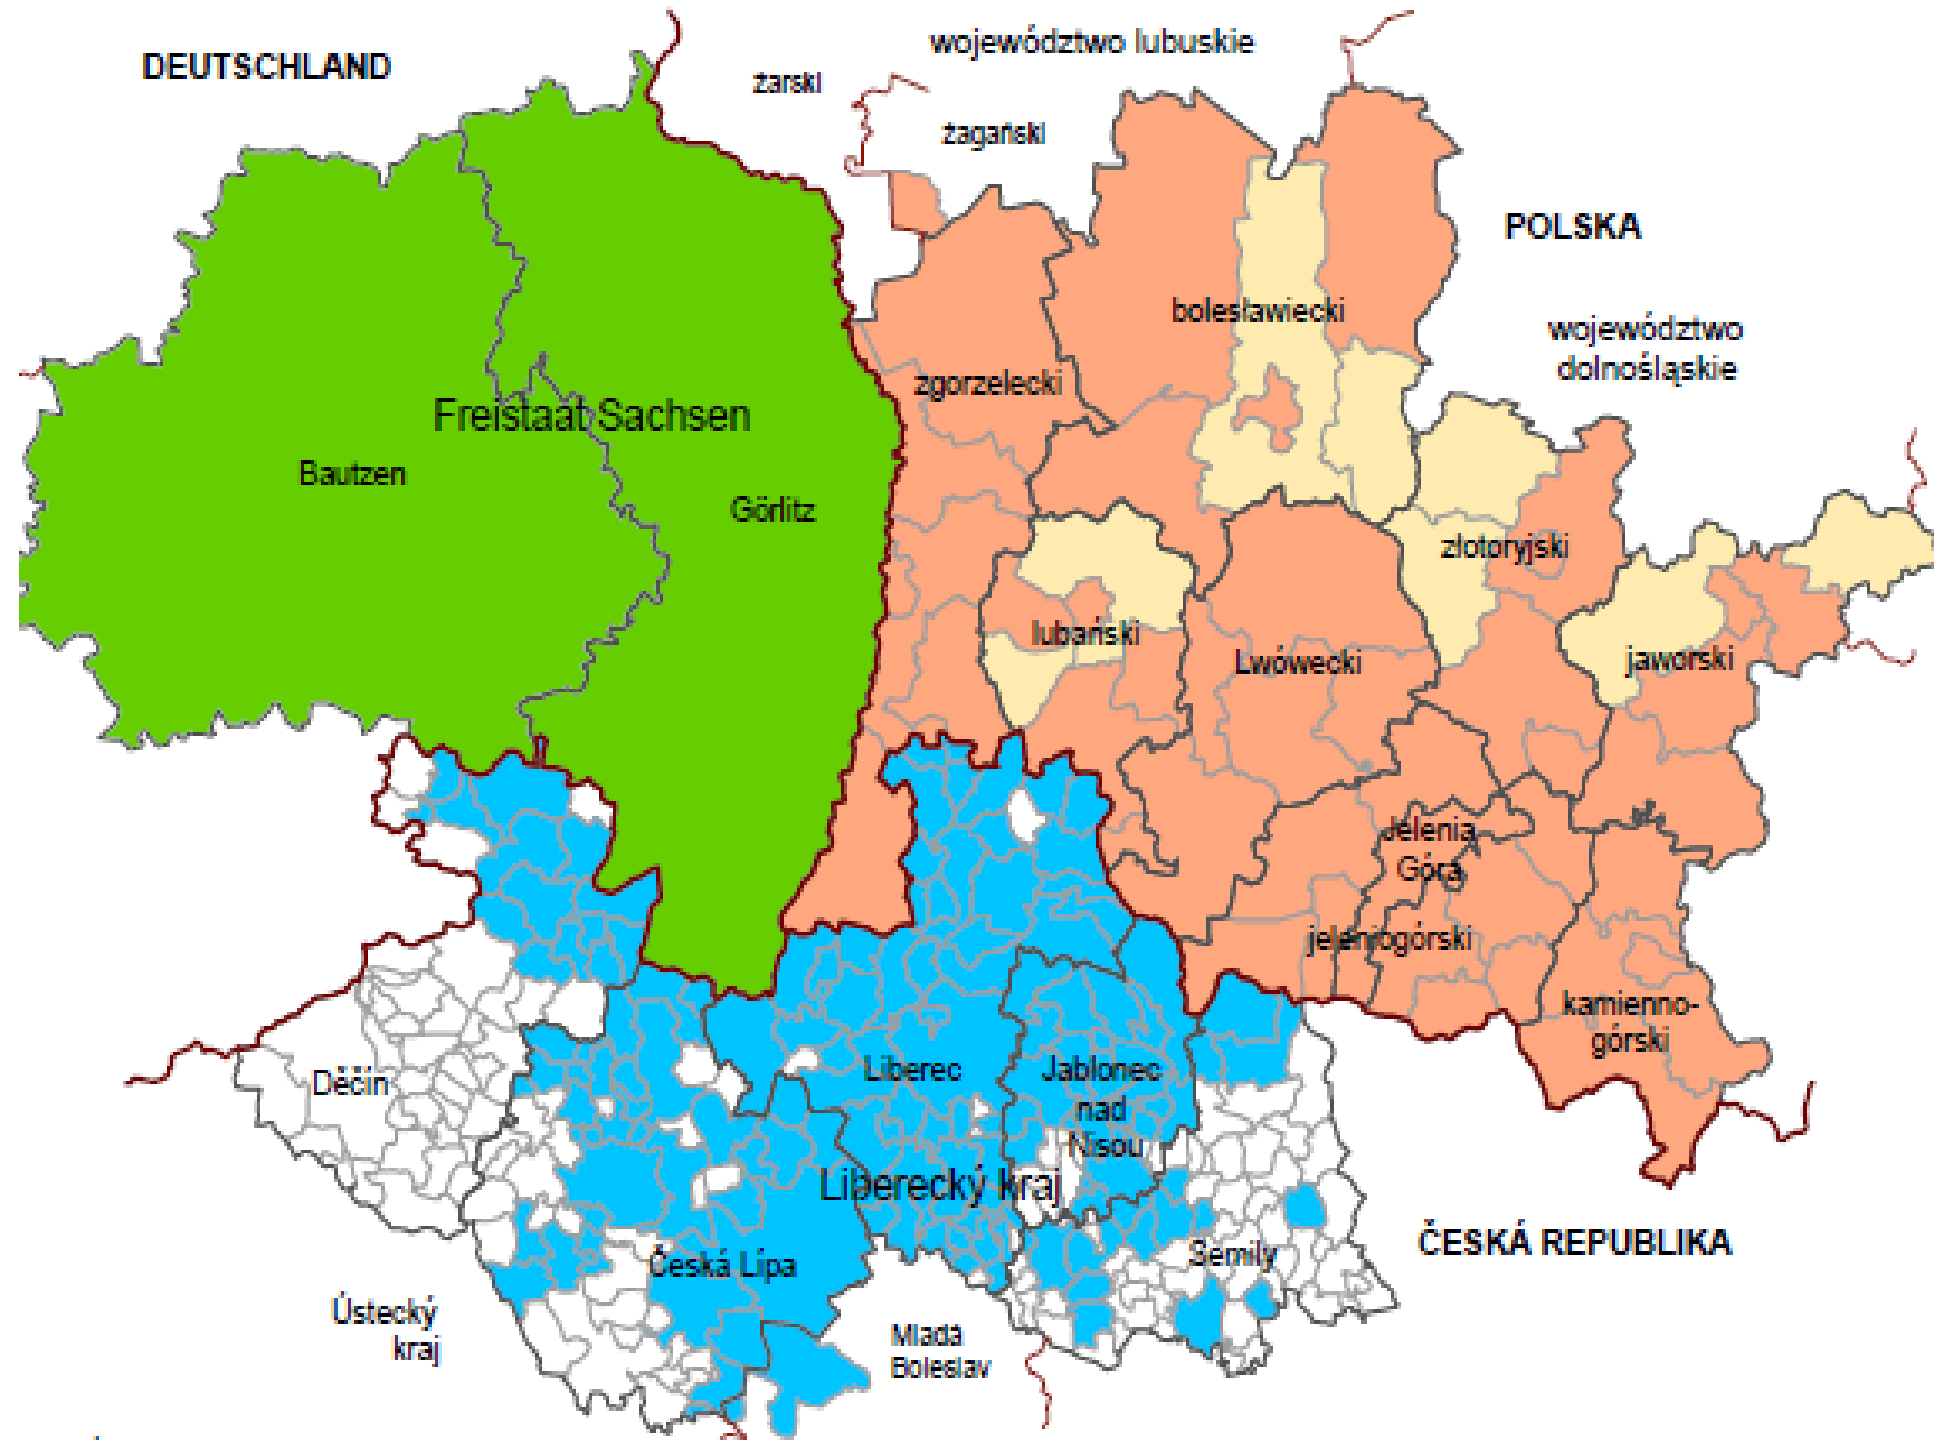 DEUTSCHLAND
województwo lubuskie
żarski
żagański
POLSKA
bolesławiecki
województwo
dolnośląskie
zgorzelecki
Freistaat Sachsen
Bautzen
Görlitz
złotoryjski
lubański
Lwówecki
jaworski
Jelenia
Góra
jeleniogórski
kamienno-
górski
Děčín
Liberec
Jablonec
nad
Nisou
Liberecký kraj
Semily
ČESKÁ REPUBLIKA
Česká Lípa
Ústecký
kraj
Mladá
Boleslav